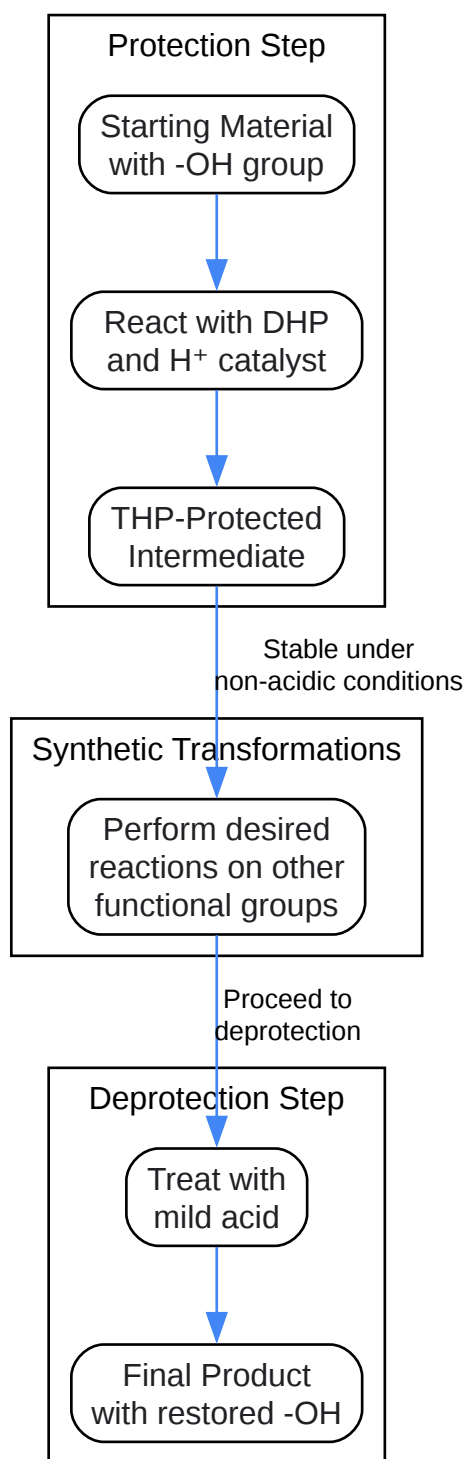 Protection Step
Starting Material
with -OH group
React with DHP
and H⁺ catalyst
THP-Protected
Intermediate
Stable under
non-acidic conditions
Synthetic Transformations
Perform desired
reactions on other
functional groups
Proceed to
deprotection
Deprotection Step
Treat with
mild acid
Final Product
with restored -OH